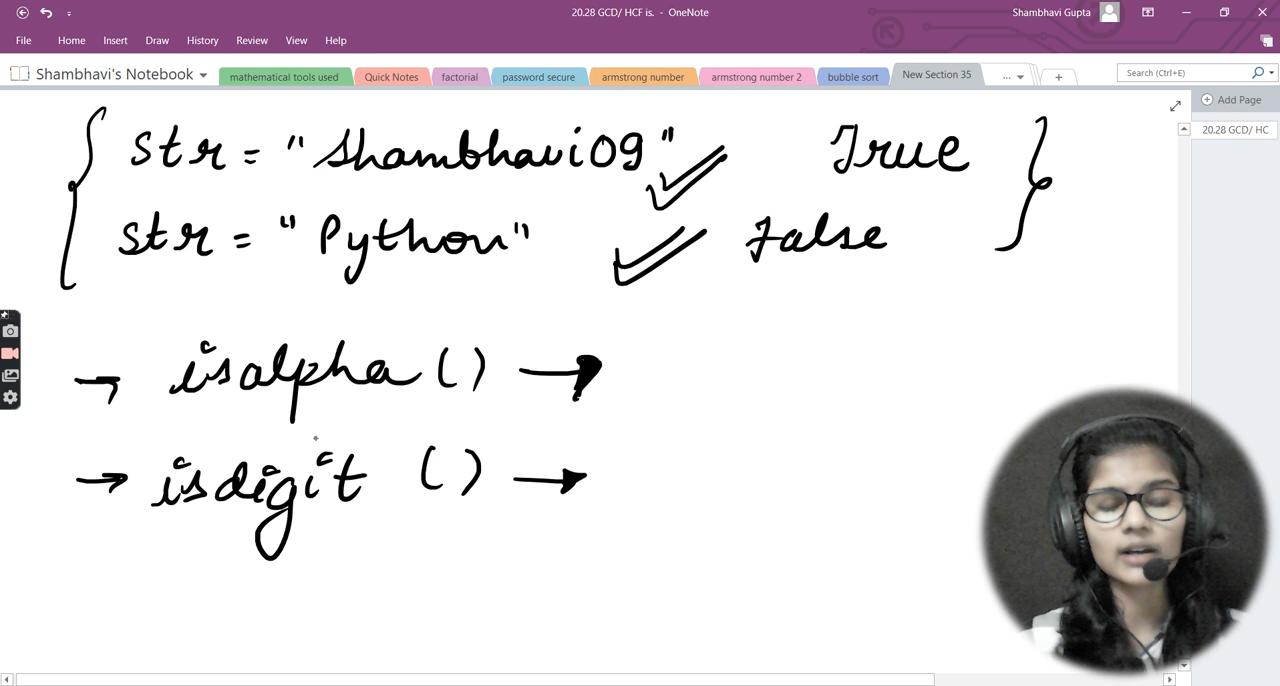 20.28 GCD/ HCF is. - OneNote
Shambhavi Gupta
File Home Insert Draw History Review View Help
Shambhavi's Notebook
mathematical tools used
Quick Notes
factorial
password secure
armstrong number
armstrong number 2
bubble sort
New Section 35
...
+
Search (Ctrl+E)
Add Page
20.28 GCD/ HC
str = "Shambhavi09" True
str = "Python" False
→ isalpha () →
→ isdigit () →